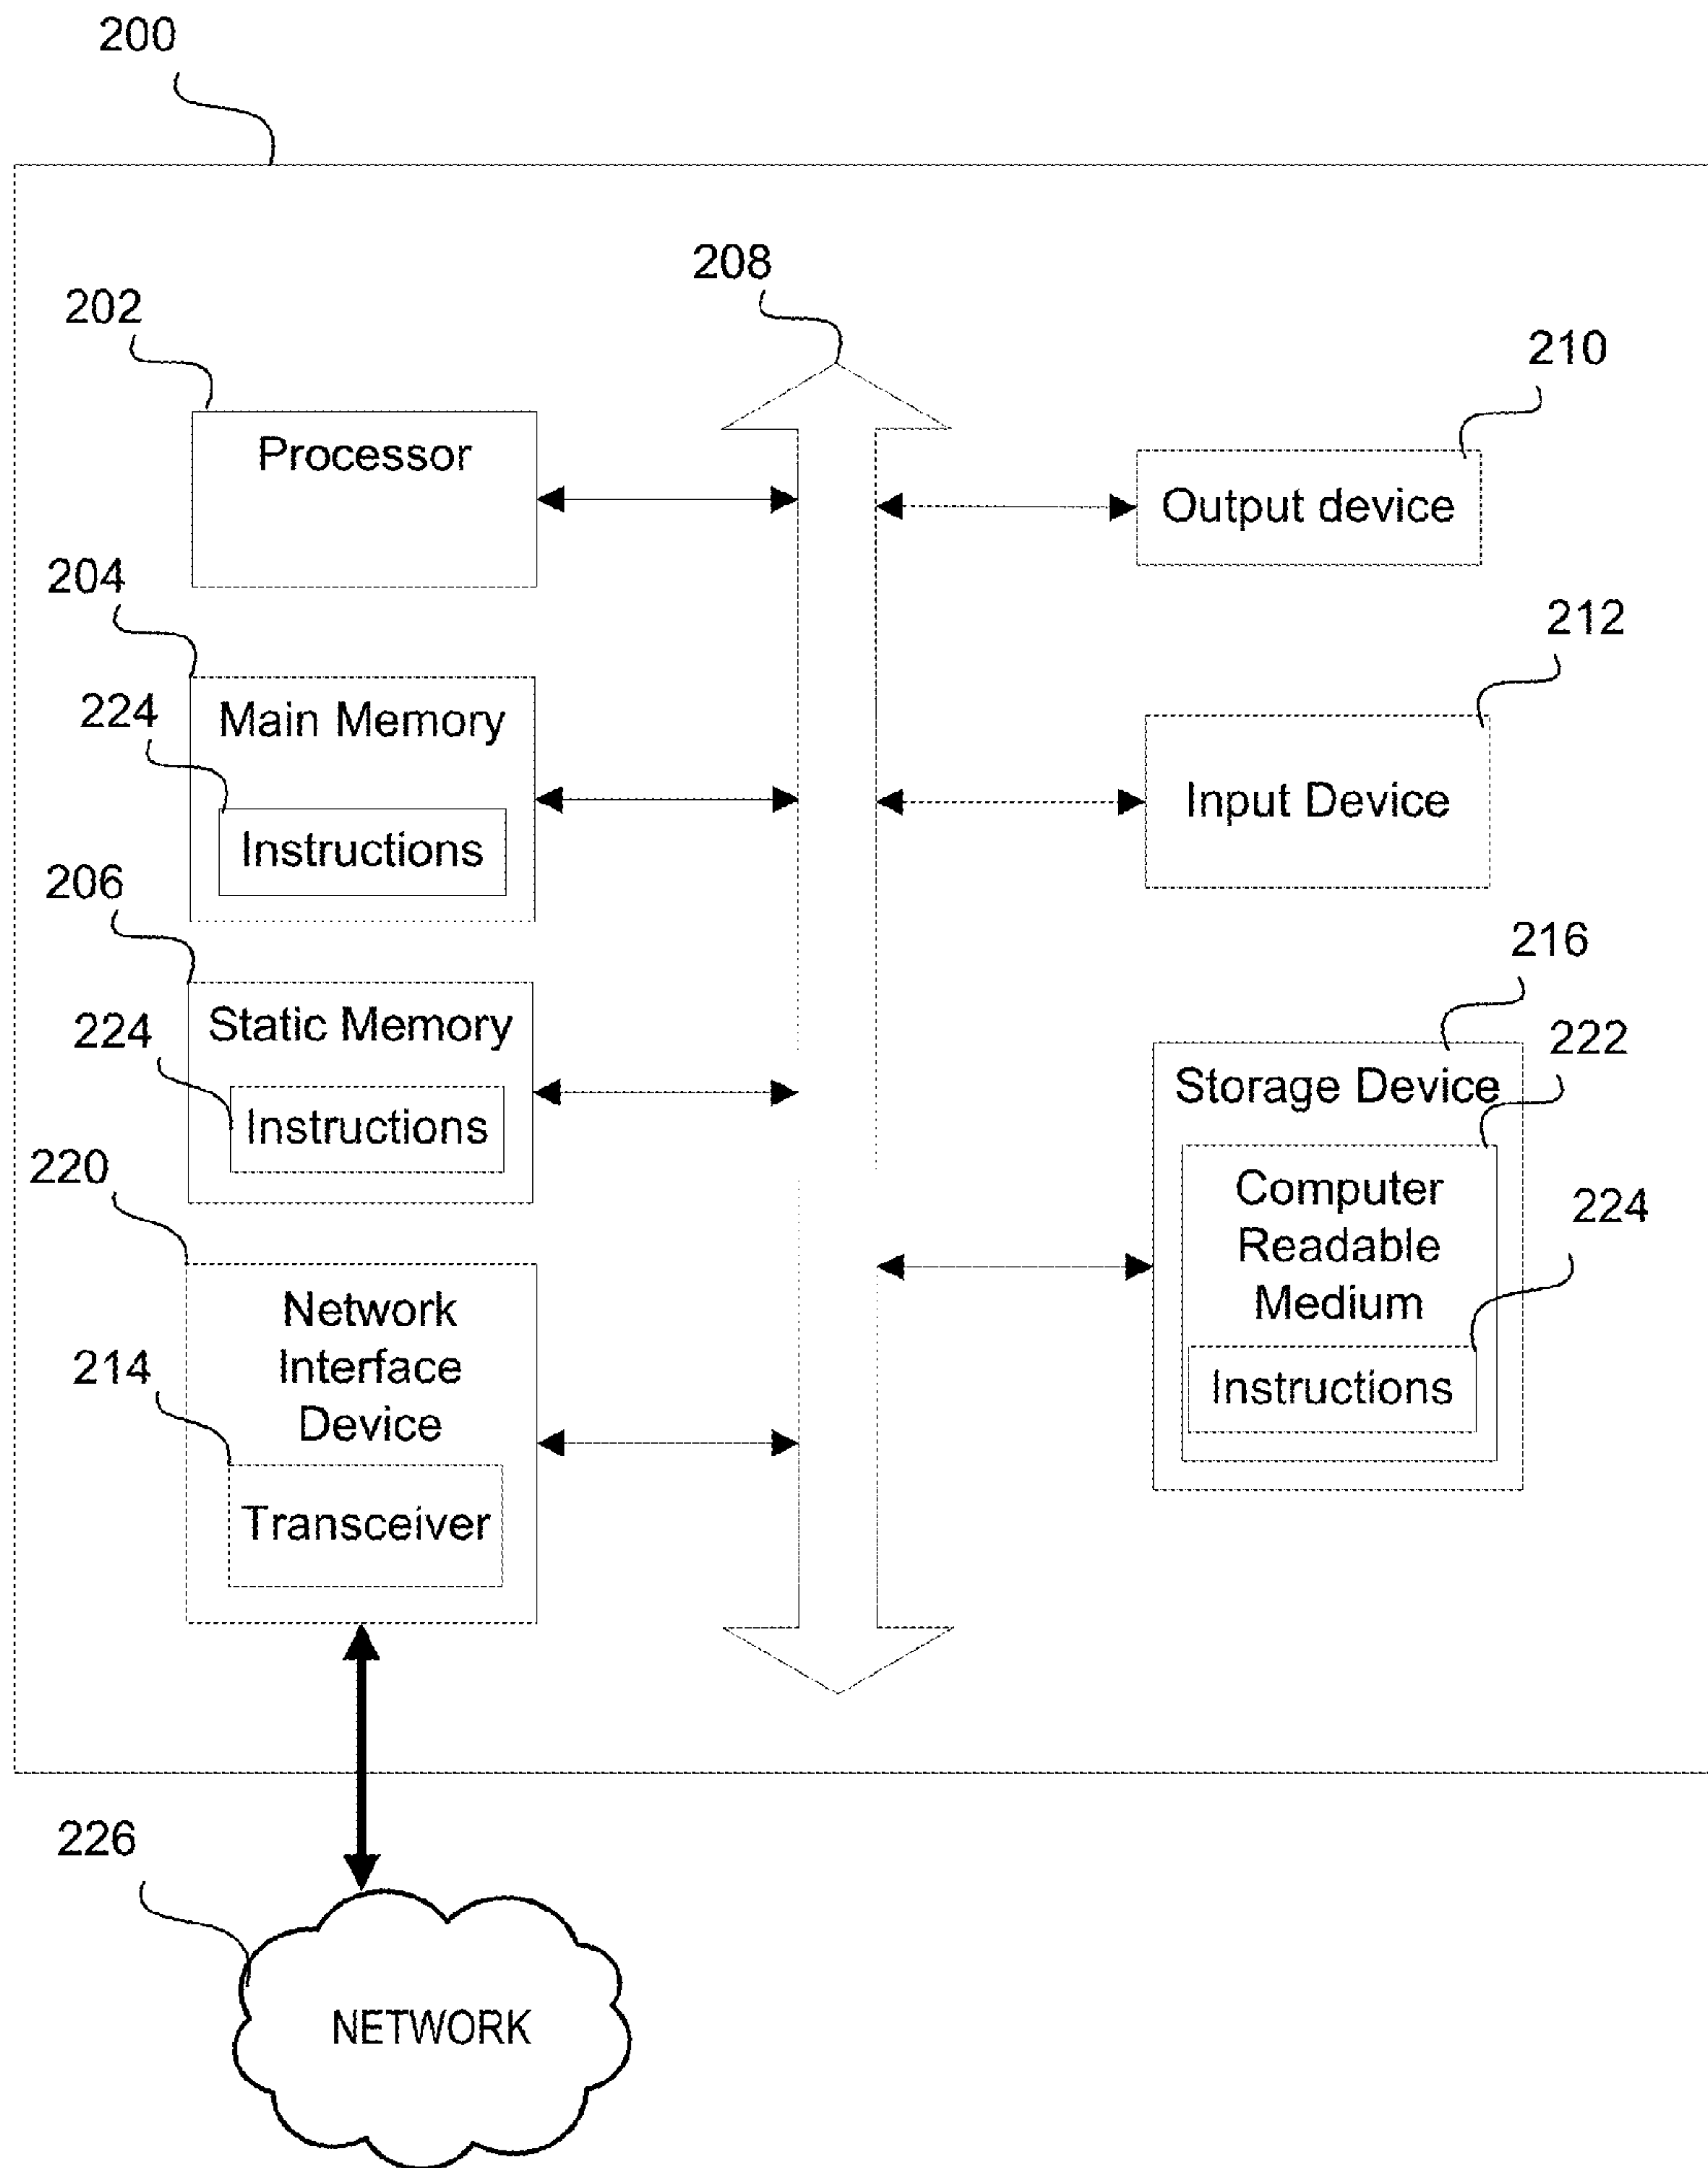 200
208
202
210
Processor
Output device
204
212
224
Main Memory
Input Device
Instructions
206
216
Static Memory
224
222
Storage Device
Instructions
220
Computer
Readable
Medium
224
Network
Interface
Device
214
Instructions
Transceiver
226
NETWORK